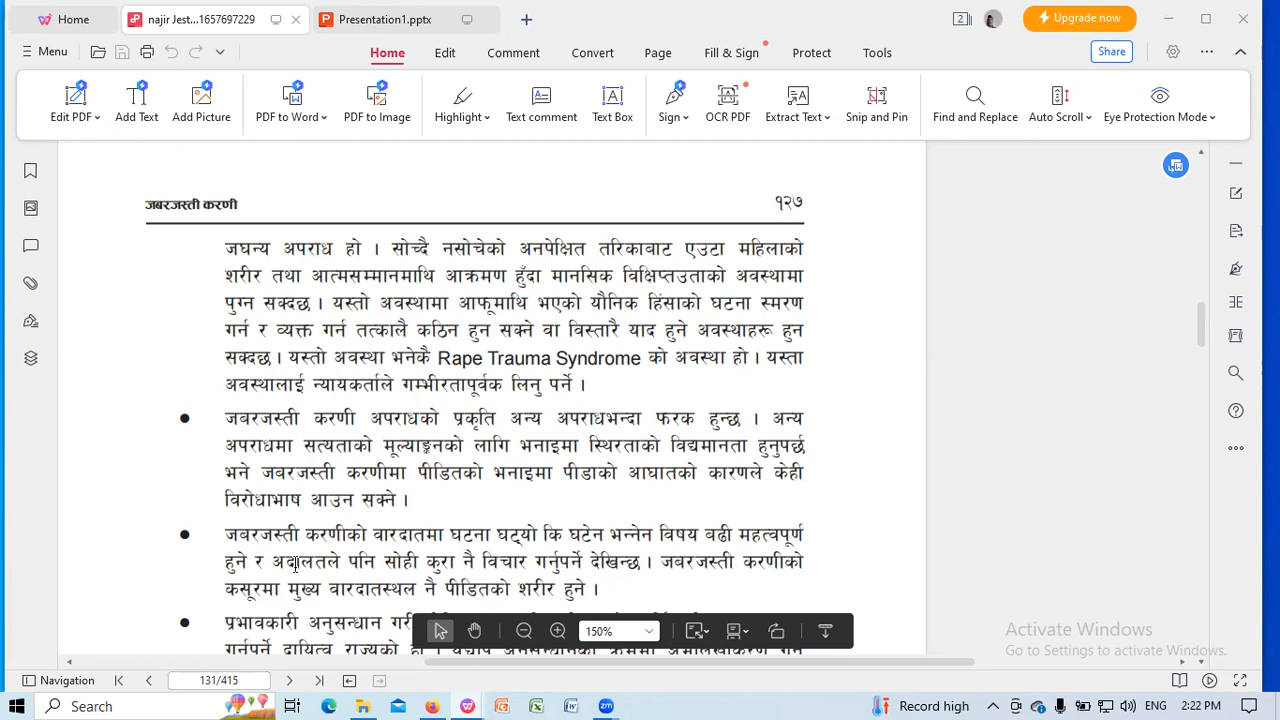 Home
najir Jest...1657697229
Presentation1.pptx
2
Upgrade now
Menu
Home
Edit
Comment
Convert
Page
Fill & Sign
Protect
Tools
Share
Edit PDF
Add Text
Add Picture
PDF to Word
PDF to Image
Highlight
Text comment
Text Box
Sign
OCR PDF
Extract Text
Snip and Pin
Find and Replace
Auto Scroll
Eye Protection Mode
जबरजस्ती करणी
१२७
जघन्य अपराध हो । सोच्दै नसोचेको अनपेक्षित तरिकाबाट एउटा महिलाको
शरीर तथा आत्मसम्मानमाथि आक्रमण हुँदा मानसिक विक्षिप्तउताको अवस्थामा
पुग्न सक्दछ । यस्तो अवस्थामा आफूमाथि भएको यौनिक हिंसाको घटना स्मरण
गर्न र व्यक्त गर्न तत्कालै कठिन हुन सक्ने वा विस्तारै याद हुने अवस्थाहरू हुन
सक्दछ । यस्तो अवस्था भनेकै Rape Trauma Syndrome को अवस्था हो । यस्ता
अवस्थालाई न्यायकर्ताले गम्भीरतापूर्वक लिनु पर्ने ।
● जबरजस्ती करणी अपराधको प्रकृति अन्य अपराधभन्दा फरक हुन्छ । अन्य
अपराधमा सत्यताको मूल्याङ्कनको लागि भनाइमा स्थिरताको विद्यमानता हुनुपर्छ
भने जबरजस्ती करणीमा पीडितको भनाइमा पीडाको आघातको कारणले केही
विरोधाभाष आउन सक्ने ।
● जबरजस्ती करणीको वारदातमा घटना घट्यो कि घटेन भन्नेन विषय बढी महत्वपूर्ण
हुने र अदालतले पनि सोही कुरा नै विचार गर्नुपर्ने देखिन्छ । जबरजस्ती करणीको
कसूरमा मुख्य वारदातस्थल नै पीडितको शरीर हुने ।
● प्रभावकारी अनुसन्धान गरी
गर्नुपर्ने दायित्व राज्यको हो ।
150%
Activate Windows
Go to Settings to activate Windows.
Navigation
131/415
Search
Record high
2:22 PM